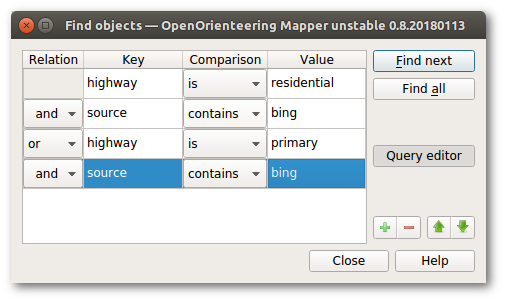 Find objects — OpenOrienteering Mapper unstable 0.8.20180113
Relation Key Comparison Value
highway is residential
and source contains bing
or highway is primary
and source contains bing
Find next
Find all
Query editor
Close Help